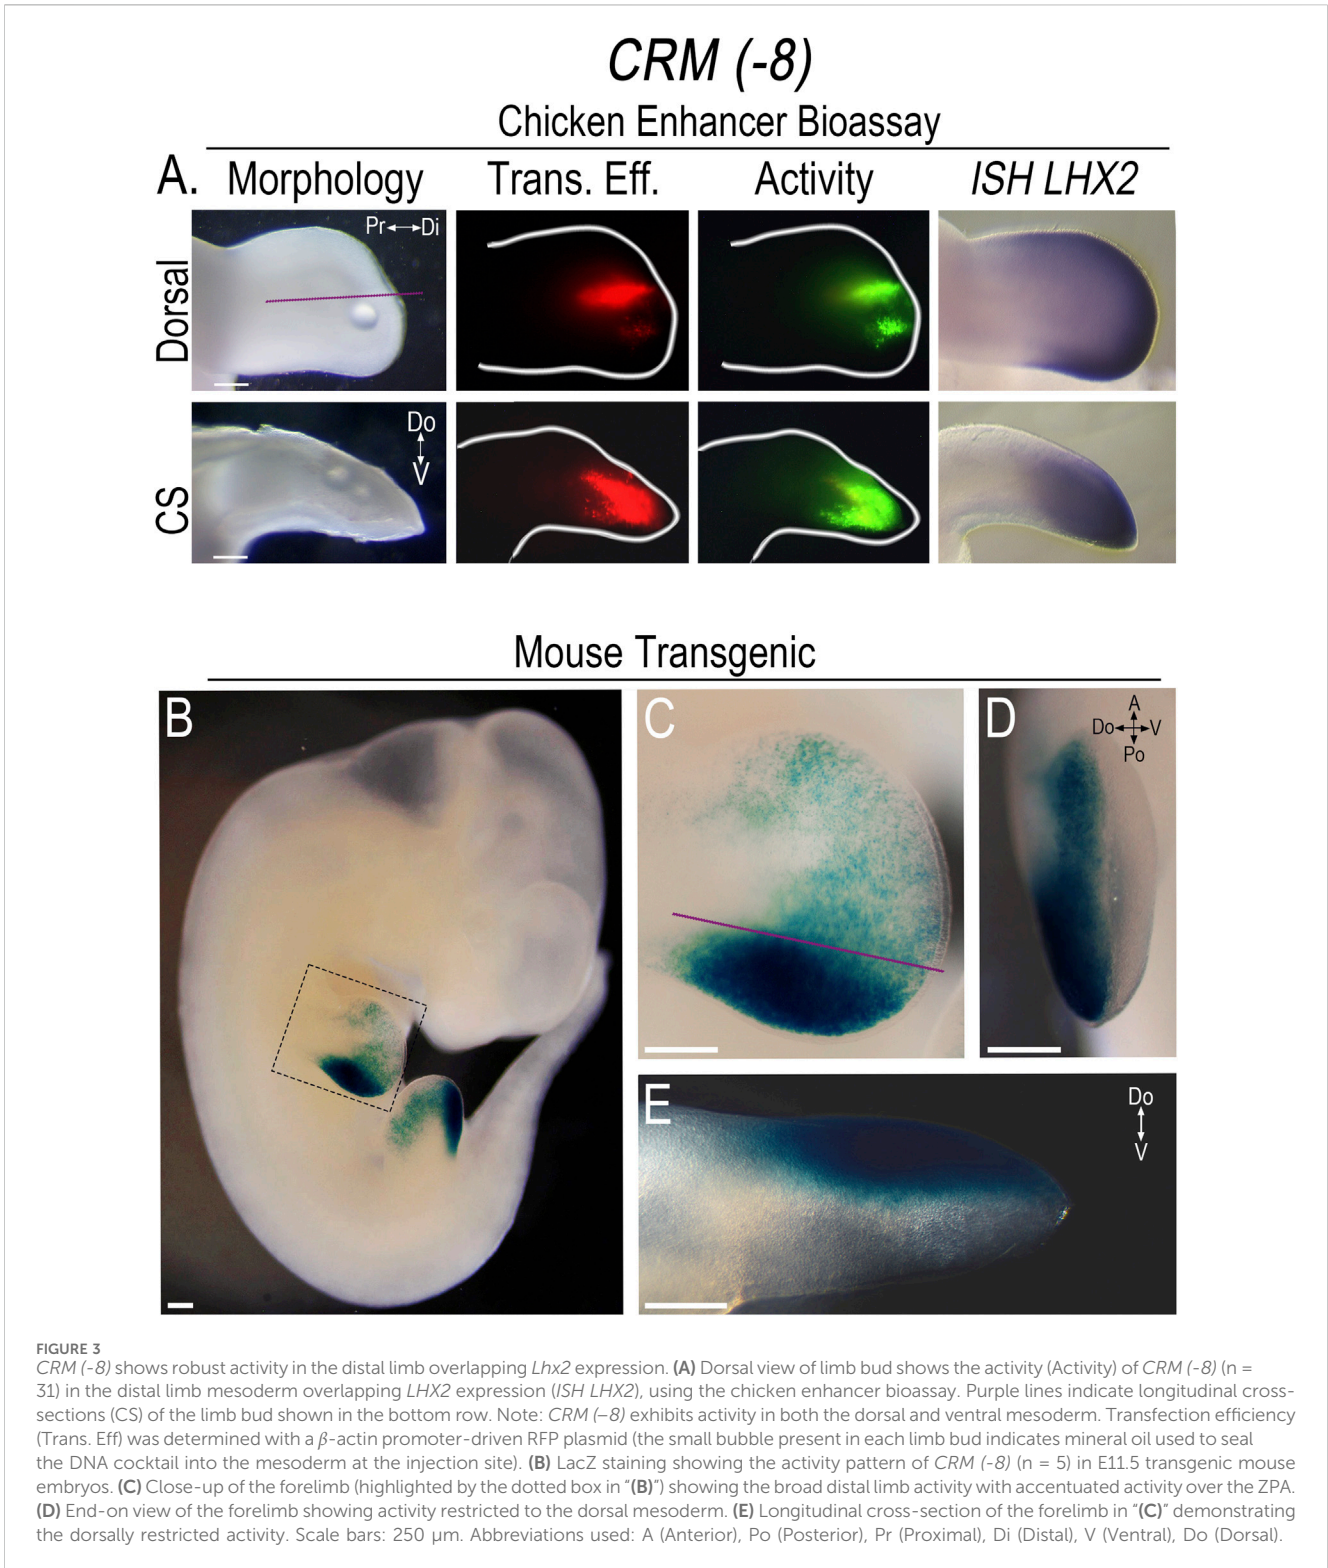 CRM (-8)
Chicken Enhancer Bioassay
A. Morphology Trans. Eff. Activity ISH LHX2
Dorsal
Pr Di
CS
Do
V
Mouse Transgenic
B
C
D
A
Do V
Po
E
Do
V
FIGURE 3
CRM (-8) shows robust activity in the distal limb overlapping Lhx2 expression. (A) Dorsal view of limb bud shows the activity (Activity) of CRM (-8) (n =
31) in the distal limb mesoderm overlapping LHX2 expression (ISH LHX2), using the chicken enhancer bioassay. Purple lines indicate longitudinal cross-
sections (CS) of the limb bud shown in the bottom row. Note: CRM (–8) exhibits activity in both the dorsal and ventral mesoderm. Transfection efficiency
(Trans. Eff) was determined with a β-actin promoter-driven RFP plasmid (the small bubble present in each limb bud indicates mineral oil used to seal
the DNA cocktail into the mesoderm at the injection site). (B) LacZ staining showing the activity pattern of CRM (-8) (n = 5) in E11.5 transgenic mouse
embryos. (C) Close-up of the forelimb (highlighted by the dotted box in “(B)”) showing the broad distal limb activity with accentuated activity over the ZPA.
(D) End-on view of the forelimb showing activity restricted to the dorsal mesoderm. (E) Longitudinal cross-section of the forelimb in “(C)” demonstrating
the dorsally restricted activity. Scale bars: 250 μm. Abbreviations used: A (Anterior), Po (Posterior), Pr (Proximal), Di (Distal), V (Ventral), Do (Dorsal).